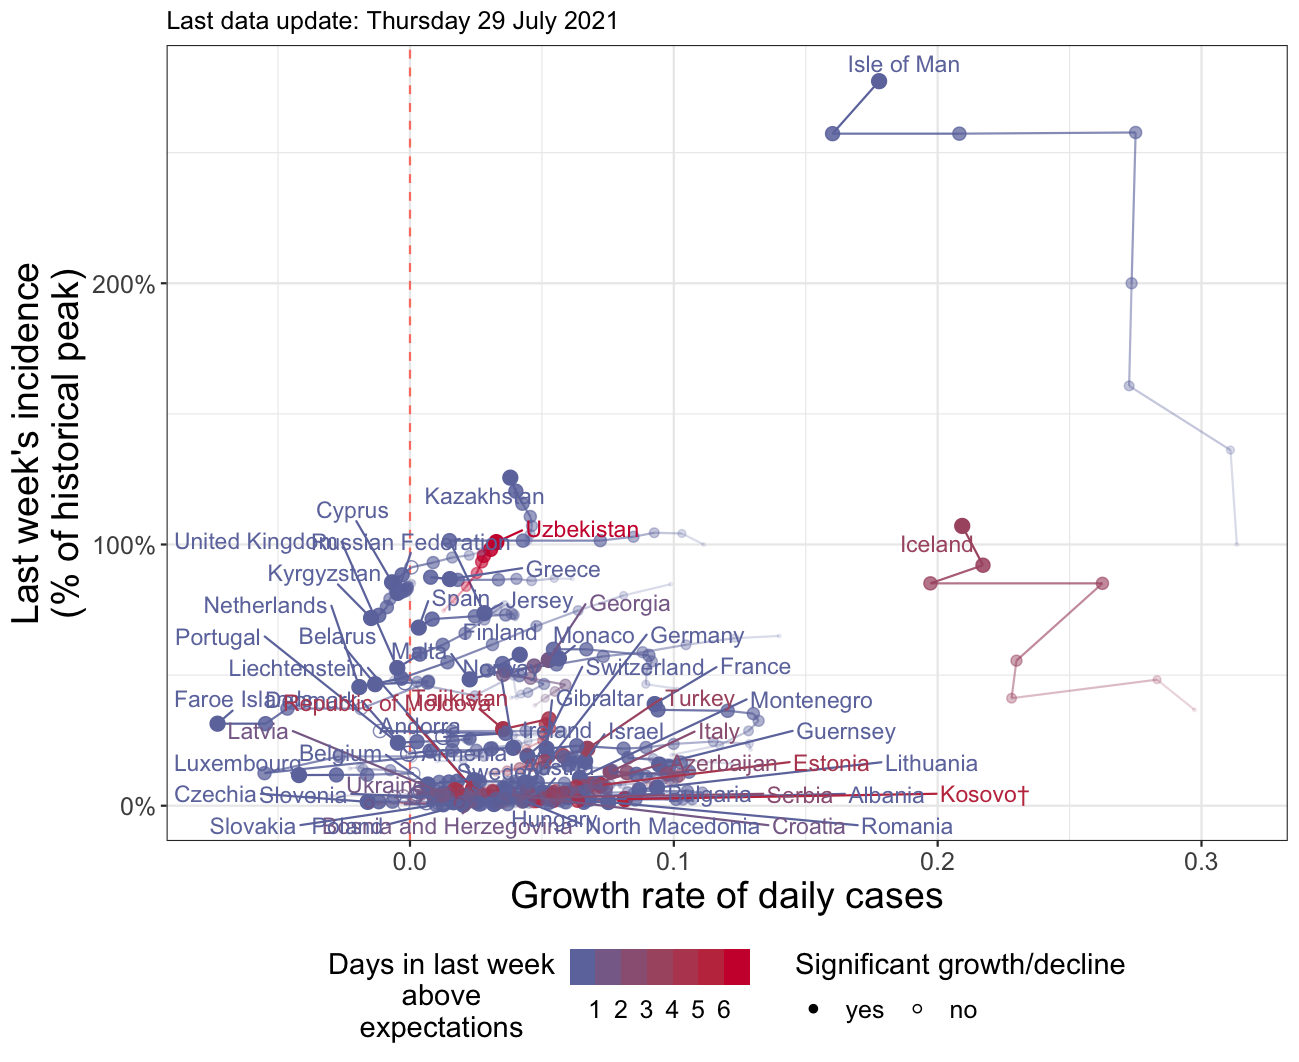 Last data update: Thursday 29 July 2021
Last week's incidence
(% of historical peak)
200%
100%
0%
Isle of Man
Kazakhstan
Cyprus
Uzbekistan
United Kingdom
Russian Federation
Iceland
Kyrgyzstan
Greece
Netherlands
Spain
Jersey
Georgia
Portugal
Belarus
Finland
Monaco
Germany
Malta
Liechtenstein
Norway
Switzerland
France
Faroe Islands
Denmark
Republic of Moldova
Tajikistan
Gibraltar
Turkey
Montenegro
Latvia
Andorra
Ireland
Israel
Italy
Guernsey
Belgium
Armenia
Luxembourg
Sweden
Austria
Azerbaijan
Estonia
Lithuania
Ukraine
Czechia
Slovenia
Bulgaria
Serbia
Albania
Kosovo†
Slovakia
Poland
Bosnia and Herzegovina
Hungary
North Macedonia
Croatia
Romania
0.0
0.1
0.2
0.3
Growth rate of daily cases
Days in last week
above
expectations
1 2 3 4 5 6
Significant growth/decline
yes
no